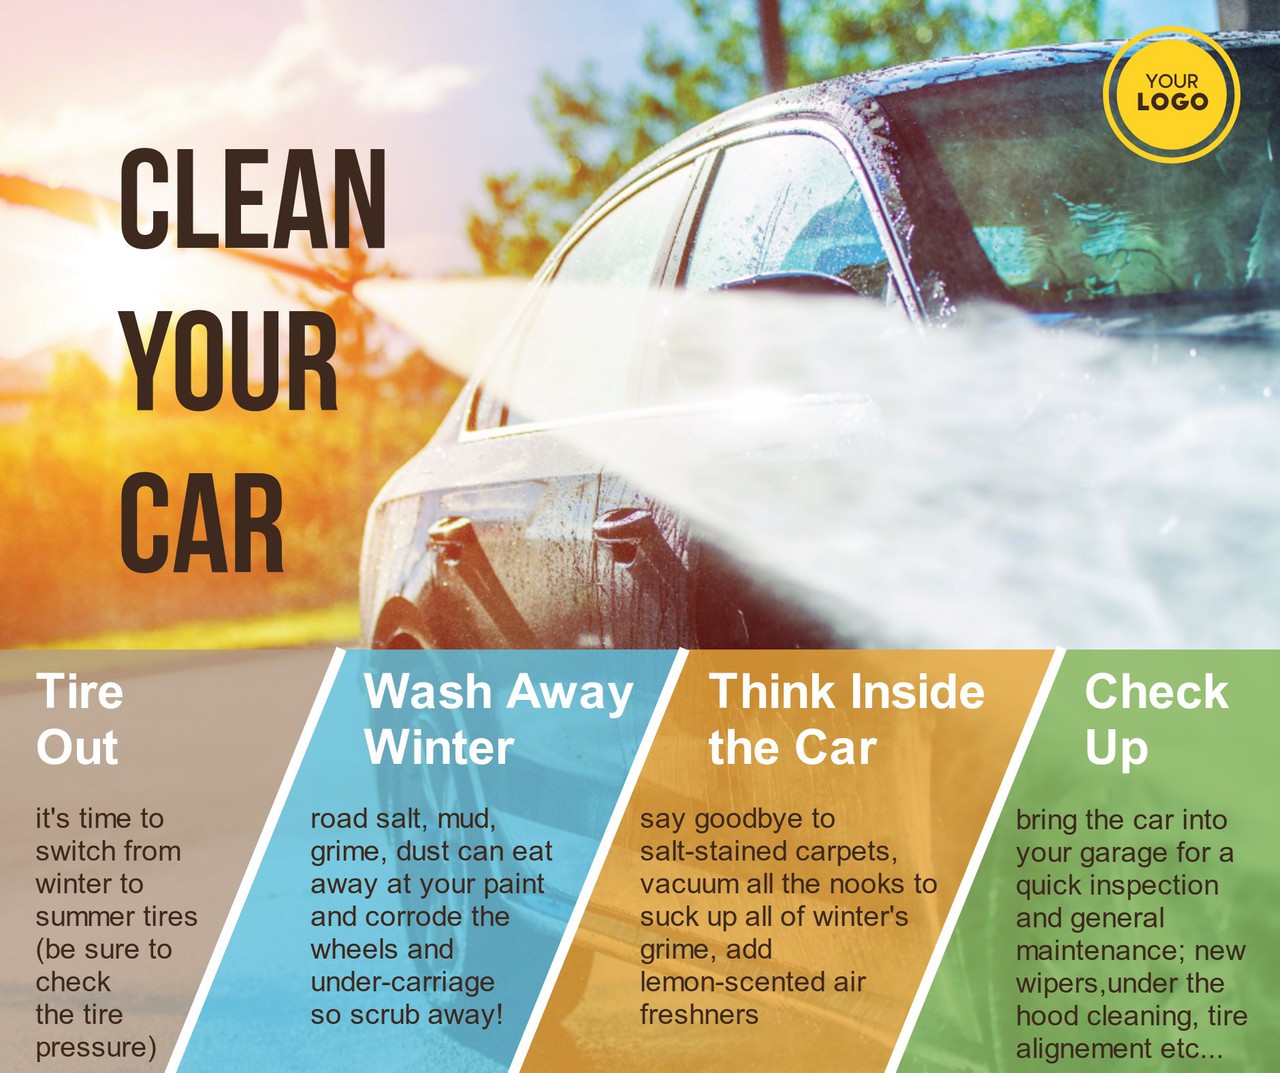 YOUR
LOGO
CLEAN
YOUR
CAR
Tire
Out
it's time to
switch from
winter to
summer tires
(be sure to
check
the tire
pressure)
Wash Away
Winter
road salt, mud,
grime, dust can eat
away at your paint
and corrode the
wheels and
under-carriage
so scrub away!
Think Inside
the Car
say goodbye to
salt-stained carpets,
vacuum all the nooks to
suck up all of winter's
grime, add
lemon-scented air
freshners
Check
Up
bring the car into
your garage for a
quick inspection
and general
maintenance; new
wipers,under the
hood cleaning, tire
alignement etc...